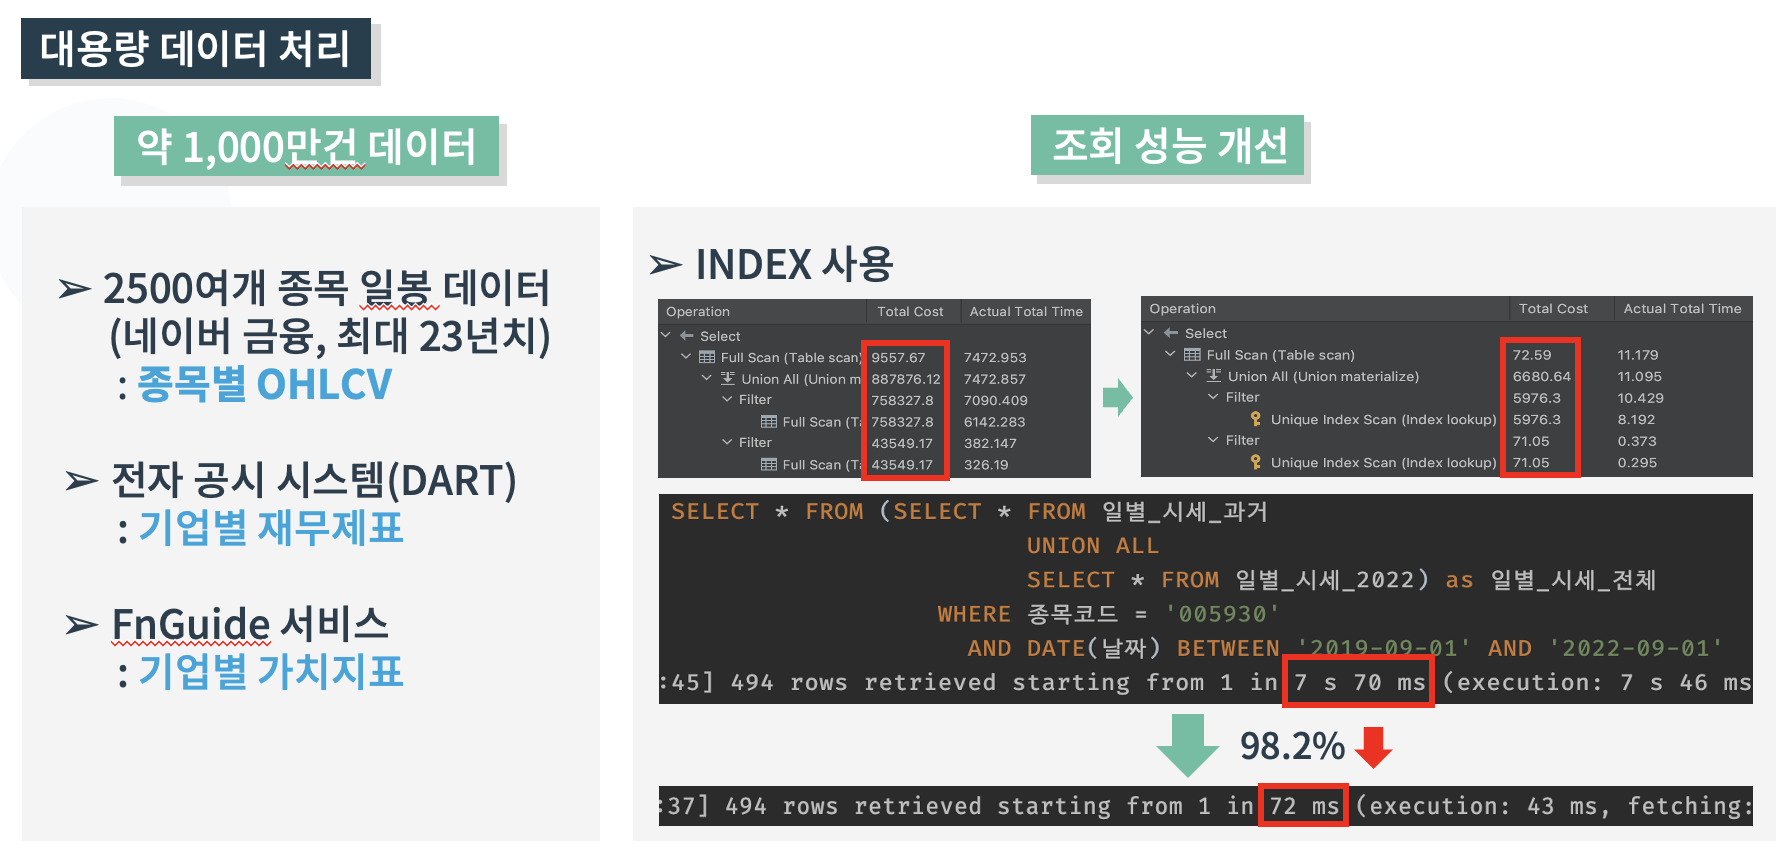 대용량 데이터 처리
약 1,000만건 데이터
➢ 2500여개 종목 일봉 데이터
(네이버 금융, 최대 23년치)
: 종목별 OHLCV
➢ 전자 공시 시스템(DART)
: 기업별 재무제표
➢ FnGuide 서비스
: 기업별 가치지표
조회 성능 개선
➢ INDEX 사용
Operation Total Cost Actual Total Time
Select
Full Scan (Table scan) 9557.67 7472.953
Union All (Union m 887876.12 7472.857
Filter 758327.8 7090.409
Full Scan (Ta 758327.8 6142.283
Filter 43549.17 382.147
Full Scan (Ta 43549.17 326.19
Operation Total Cost Actual Total Time
Select
Full Scan (Table scan) 72.59 11.179
Union All (Union materialize) 6680.64 11.095
Filter 5976.3 10.429
Unique Index Scan (Index lookup) 5976.3 8.192
Filter 71.05 0.373
Unique Index Scan (Index lookup) 71.05 0.295
SELECT * FROM (SELECT * FROM 일별_시세_과거
UNION ALL
SELECT * FROM 일별_시세_2022) as 일별_시세_전체
WHERE 종목코드 = '005930'
AND DATE(날짜) BETWEEN '2019-09-01' AND '2022-09-01'
:45] 494 rows retrieved starting from 1 in 7 s 70 ms (execution: 7 s 46 ms
98.2%
:37] 494 rows retrieved starting from 1 in 72 ms (execution: 43 ms, fetching: